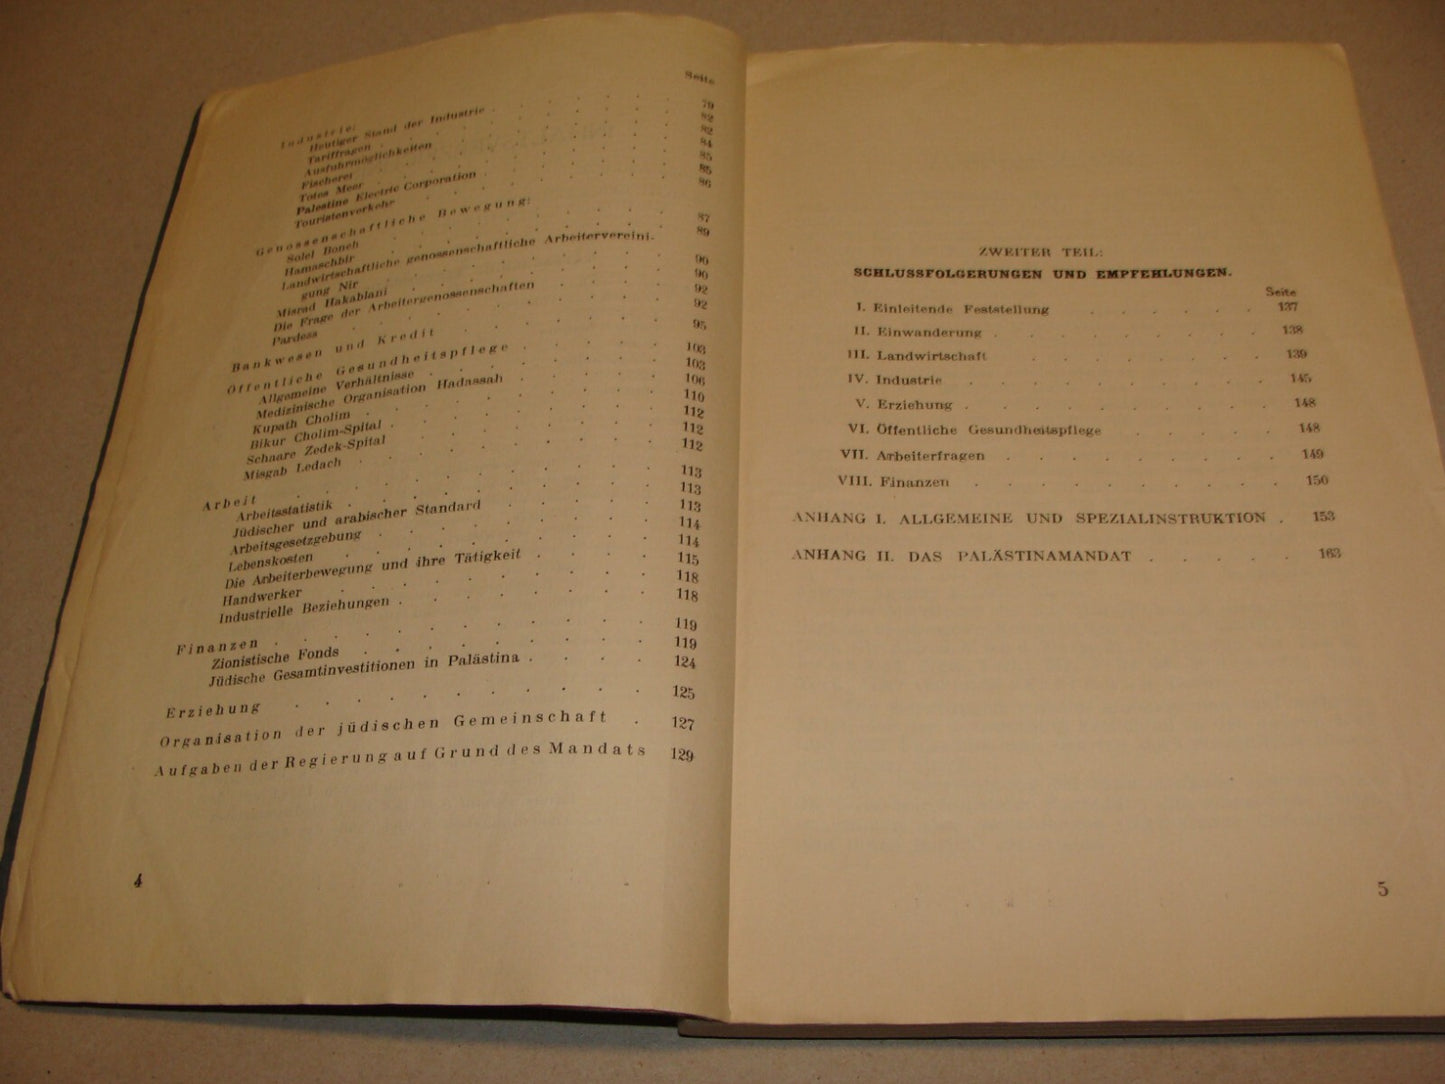 Seite
Industrie:
Heutiger Stand der Industrie . . . . . . . 79
Tariffragen . . . . . . . . . 82
Ausfuhrmöglichkeiten . . . . . . . 82
Fischerei . . . . . . . . . 84
Totes Meer . . . . . . . . . 85
Palestine Electric Corporation . . . . . . 85
Touristenverkehr . . . . . . . . 86
Genossenschaftliche Bewegung:
Solel Boneh . . . . . . . . 87
Hamaschbir . . . . . . . . 89
Landwirtschaftliche genossenschaftliche Arbeitervereini-
gung Nir . . . . . . . . 90
Misrad Hakablani . . . . . . . . 90
Die Frage der Arbeitergenossenschaften . . . . 92
Pardess . . . . . . . . . 92
Bankwesen und Kredit . . . . . . 95
Öffentliche Gesundheitspflege . . . . 103
Allgemeine Verhältnisse . . . . . . 103
Medizinische Organisation Hadassah . . . . 106
Kupath Cholim . . . . . . . . 110
Bikur Cholim-Spital . . . . . . . 112
Schaare Zedek-Spital . . . . . . . 112
Misgab Ledach . . . . . . . . 112
Arbeit . . . . . . . . . . 113
Arbeitsstatistik . . . . . . . . 113
Jüdischer und arabischer Standard . . . . . 113
Arbeitsgesetzgebung . . . . . . . 114
Lebenskosten . . . . . . . . 114
Die Arbeiterbewegung und ihre Tätigkeit . . . . 115
Handwerker . . . . . . . . . 118
Industrielle Beziehungen . . . . . . . 118
Finanzen . . . . . . . . . 119
Zionistische Fonds . . . . . . . . 119
Jüdische Gesamtinvestitionen in Palästina . . . . 124
Erziehung . . . . . . . . . 125
Organisation der jüdischen Gemeinschaft . 127
Aufgaben der Regierung auf Grund des Mandats 129
4
ZWEITER TEIL:
SCHLUSSFOLGERUNGEN UND EMPFEHLUNGEN.
Seite
I. Einleitende Feststellung . . . . . . 137
II. Einwanderung . . . . . . . . 138
III. Landwirtschaft . . . . . . . 139
IV. Industrie . . . . . . . . . 145
V. Erziehung . . . . . . . . . 148
VI. Öffentliche Gesundheitspflege . . . . . 148
VII. Arbeiterfragen . . . . . . . . 149
VIII. Finanzen . . . . . . . . . 150
ANHANG I. ALLGEMEINE UND SPEZIALINSTRUKTION . 153
ANHANG II. DAS PALÄSTINAMANDAT . . . . . 163
5